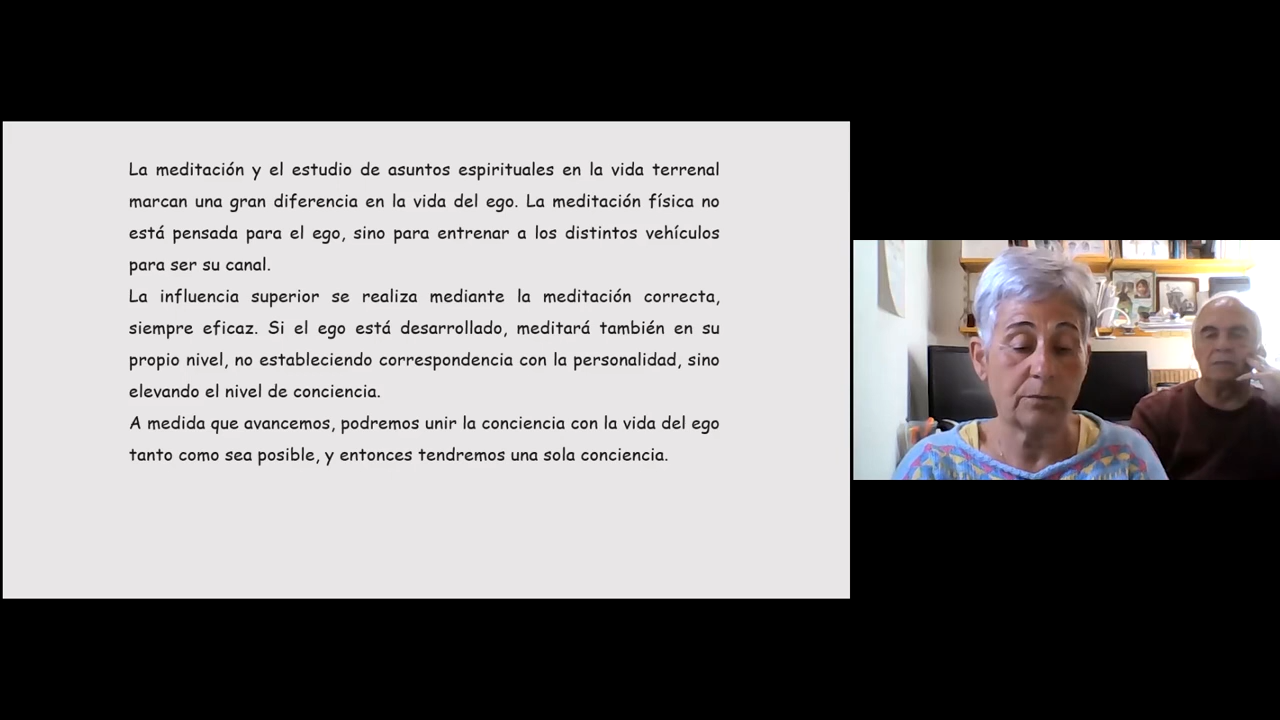 La meditación y el estudio de asuntos espirituales en la vida terrenal
marcan una gran diferencia en la vida del ego. La meditación física no
está pensada para el ego, sino para entrenar a los distintos vehículos
para ser su canal.
La influencia superior se realiza mediante la meditación correcta,
siempre eficaz. Si el ego está desarrollado, meditará también en su
propio nivel, no estableciendo correspondencia con la personalidad, sino
elevando el nivel de conciencia.
A medida que avancemos, podremos unir la conciencia con la vida del ego
tanto como sea posible, y entonces tendremos una sola conciencia.